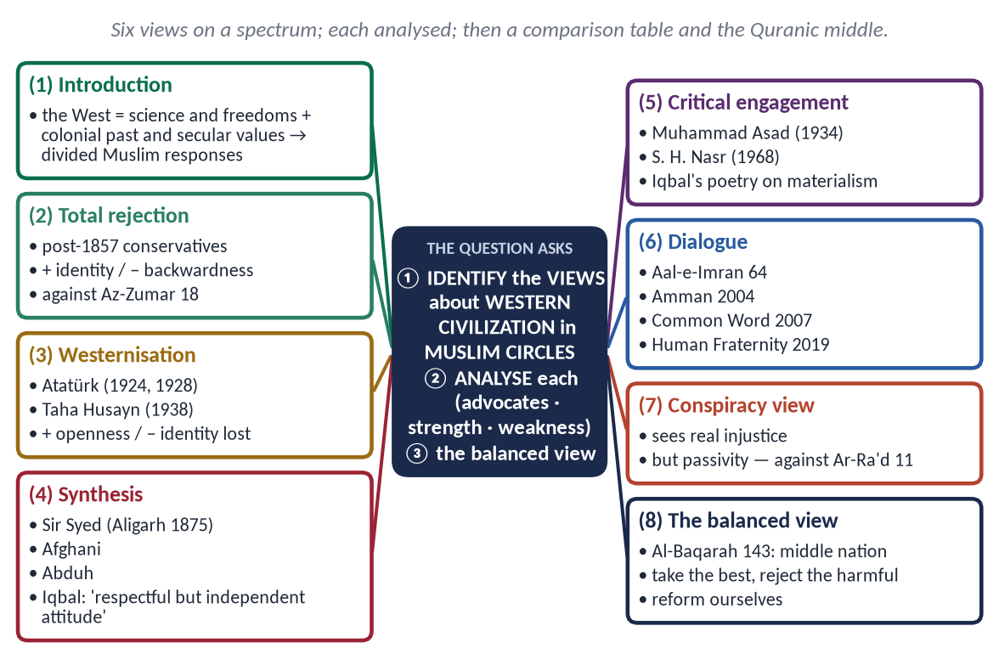 Six views on a spectrum; each analysed; then a comparison table and the Quranic middle.
(1) Introduction
• the West = science and freedoms +
colonial past and secular values →
divided Muslim responses
(2) Total rejection
• post-1857 conservatives
• + identity / – backwardness
• against Az-Zumar 18
(3) Westernisation
• Atatürk (1924, 1928)
• Taha Husayn (1938)
• + openness / – identity lost
(4) Synthesis
• Sir Syed (Aligarh 1875)
• Afghani
• Abduh
• Iqbal: 'respectful but independent
attitude'
THE QUESTION ASKS
① IDENTIFY the VIEWS
about WESTERN
CIVILIZATION in
MUSLIM CIRCLES
② ANALYSE each
(advocates ·
strength · weakness)
③ the balanced view
(5) Critical engagement
• Muhammad Asad (1934)
• S. H. Nasr (1968)
• Iqbal's poetry on materialism
(6) Dialogue
• Aal-e-Imran 64
• Amman 2004
• Common Word 2007
• Human Fraternity 2019
(7) Conspiracy view
• sees real injustice
• but passivity — against Ar-Ra'd 11
(8) The balanced view
• Al-Baqarah 143: middle nation
• take the best, reject the harmful
• reform ourselves